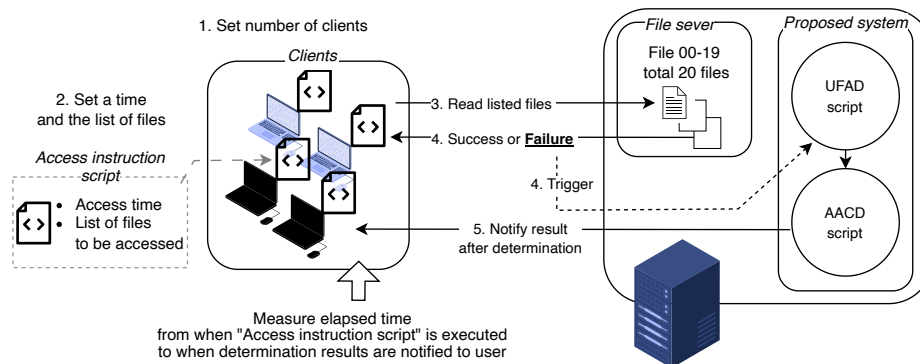 1. Set number of clients
Clients
2. Set a time
and the list of files
Access instruction
script
• Access time
• List of files
to be accessed
3. Read listed files
4. Success or Failure
4. Trigger
5. Notify result
after determination
File sever
File 00-19
total 20 files
Proposed system
UFAD
script
AACD
script
Measure elapsed time
from when "Access instruction script" is executed
to when determination results are notified to user